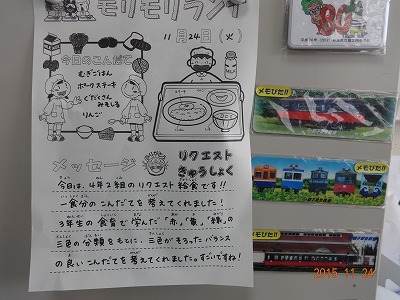 モリモリランチ
11月24日(火)
今日のこんだて
むぎごはん
ポークステーキ
ぐだくさん
みそしる
りんご
MILK
メッセージ
リクエスト
きゅうしょく
今日は、4年2組のリクエスト給食です!!
一食分のこんだてを考えてくれました!
3年生の食育で学んだ「赤」「黄」「緑」の
三色の分類をもとに、三色がそろったバランス
の良いこんだてを考えてくれました。すごいですね!
メモぴた!!
メモぴた!!
メモぴた!!
2015 11 24